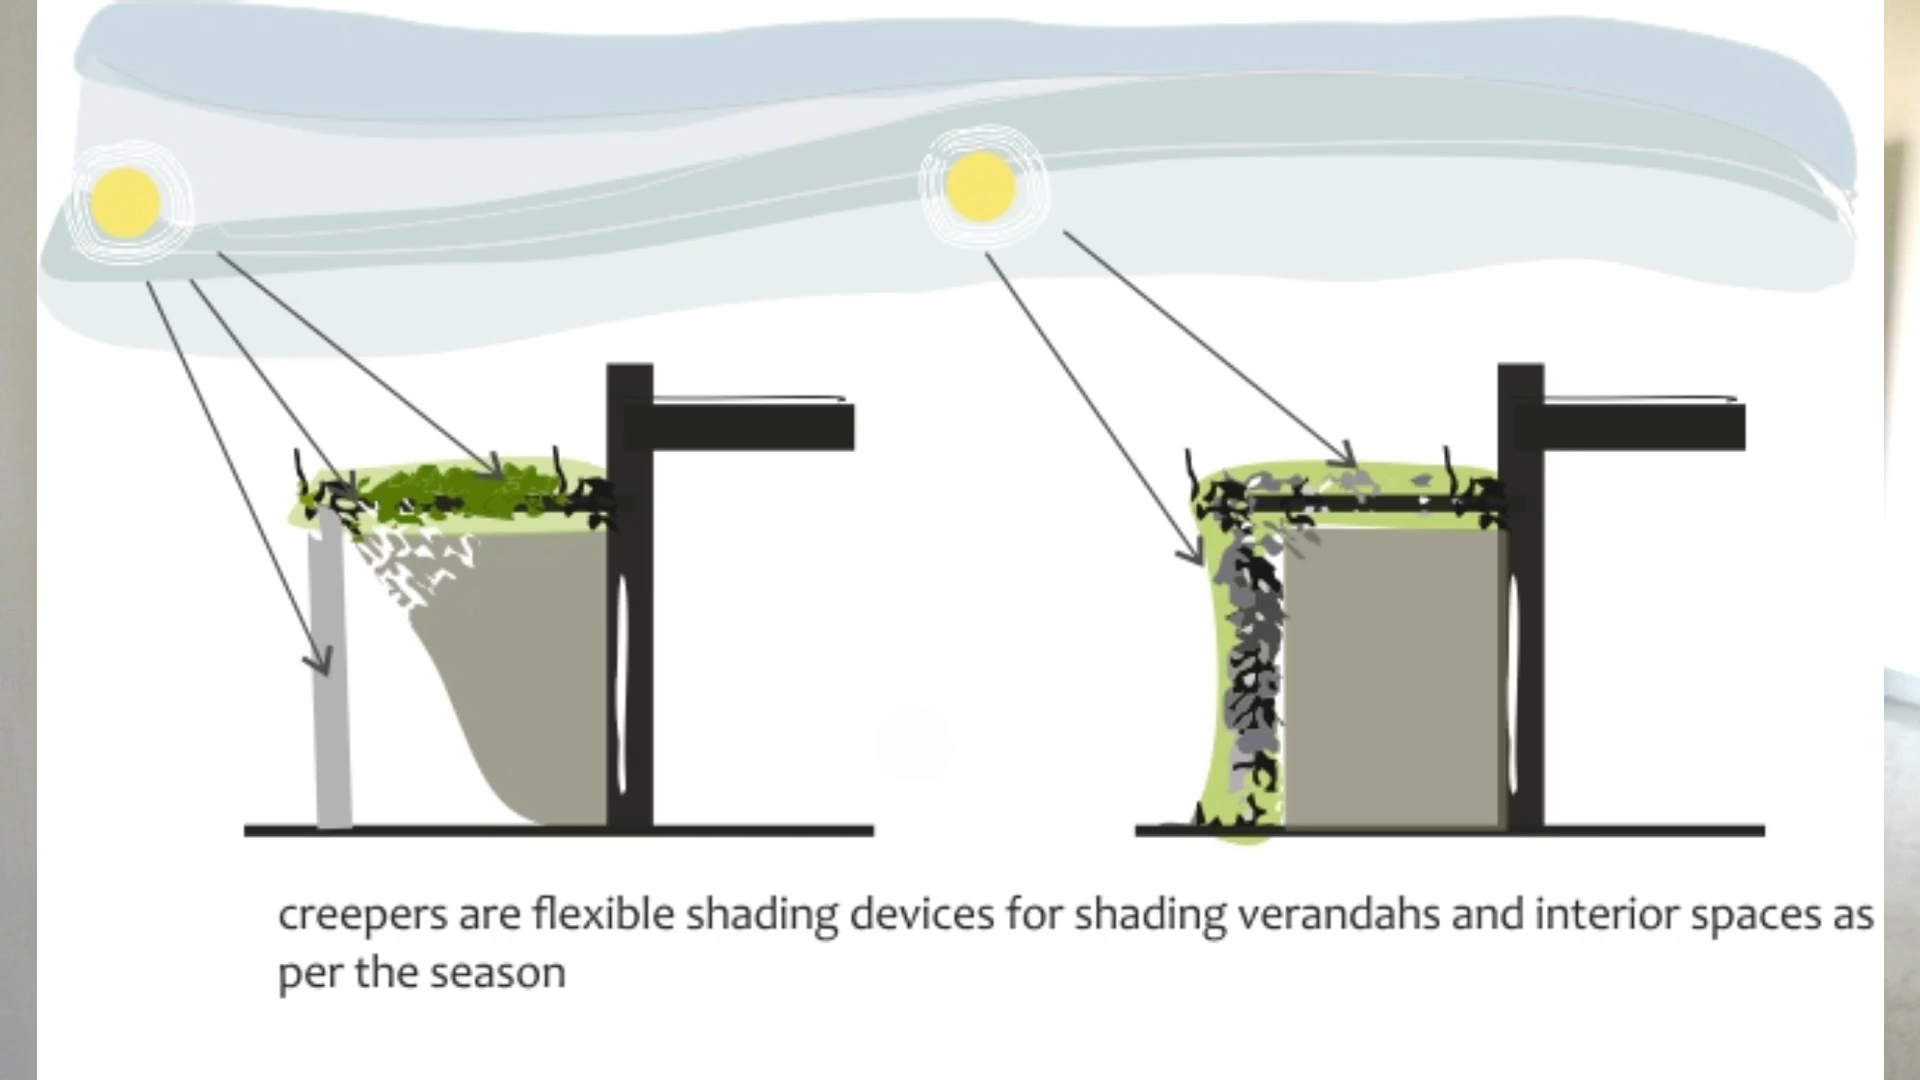 creepers are flexible shading devices for shading verandahs and interior spaces as
per the season